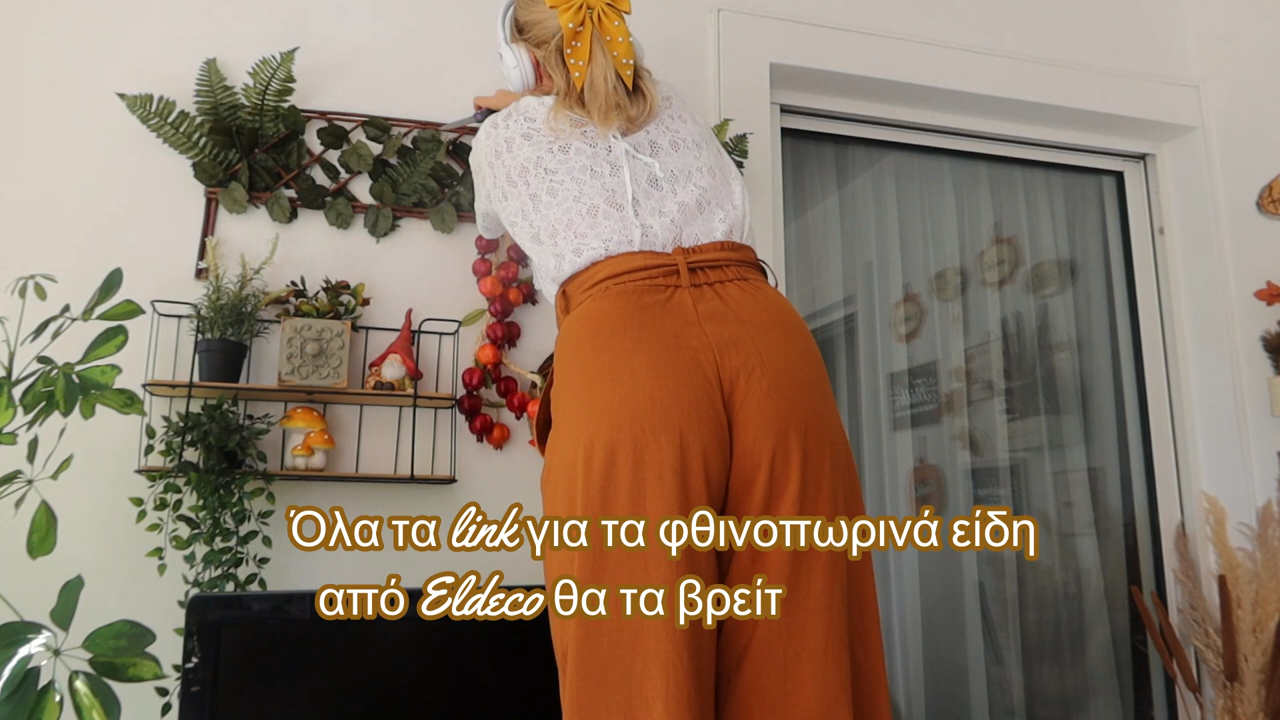 Όλα τα link για τα φθινοπωρινά είδη
από Eldeco θα τα βρείτ